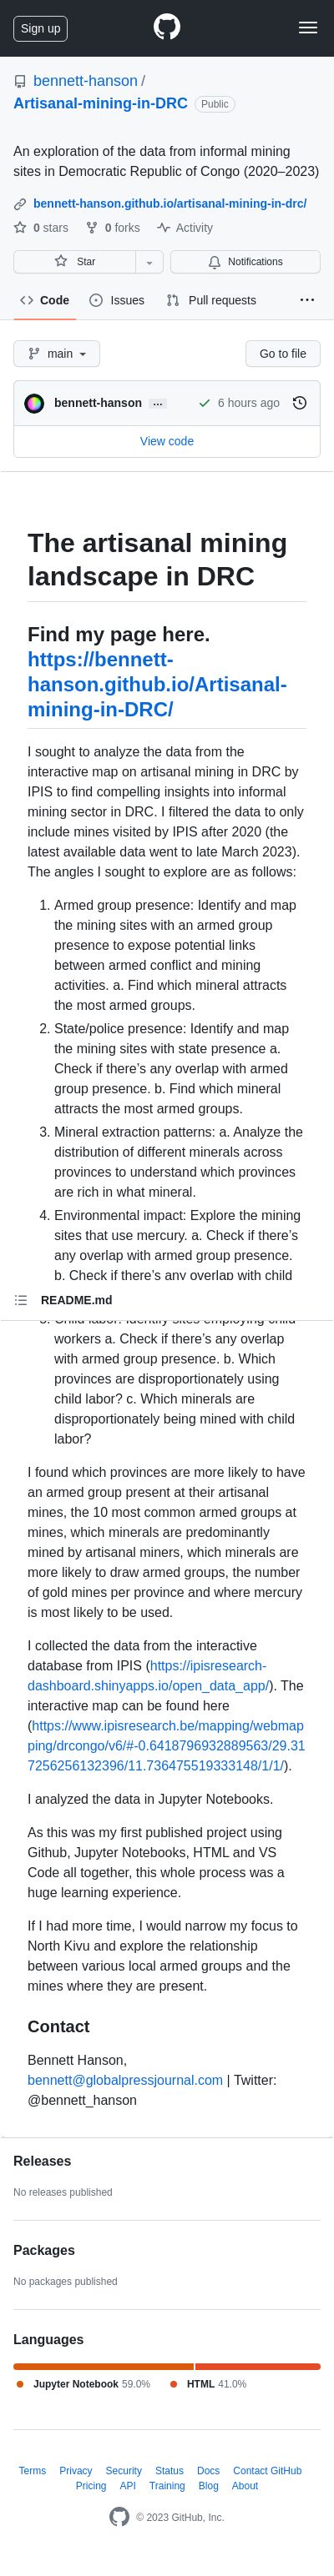 Sign up
bennett-hanson /
Artisanal-mining-in-DRC Public
An exploration of the data from informal mining
sites in Democratic Republic of Congo (2020–2023)
bennett-hanson.github.io/artisanal-mining-in-drc/
0 stars 0 forks Activity
Star Notifications
Code Issues Pull requests
main Go to file
bennett-hanson … 6 hours ago
View code
The artisanal mining
landscape in DRC
Find my page here.
https://bennett-
hanson.github.io/Artisanal-
mining-in-DRC/
I sought to analyze the data from the
interactive map on artisanal mining in DRC by
IPIS to find compelling insights into informal
mining sector in DRC. I filtered the data to only
include mines visited by IPIS after 2020 (the
latest available data went to late March 2023).
The angles I sought to explore are as follows:
1. Armed group presence: Identify and map
the mining sites with an armed group
presence to expose potential links
between armed conflict and mining
activities. a. Find which mineral attracts
the most armed groups.
2. State/police presence: Identify and map
the mining sites with state presence a.
Check if there’s any overlap with armed
group presence. b. Find which mineral
attracts the most armed groups.
3. Mineral extraction patterns: a. Analyze the
distribution of different minerals across
provinces to understand which provinces
are rich in what mineral.
4. Environmental impact: Explore the mining
sites that use mercury. a. Check if there’s
any overlap with armed group presence.
b. Check if there’s any overlap with child
README.md
5. Child labor: Identify sites employing child
workers a. Check if there’s any overlap
with armed group presence. b. Which
provinces are disproportionately using
child labor? c. Which minerals are
disproportionately being mined with child
labor?
I found which provinces are more likely to have
an armed group present at their artisanal
mines, the 10 most common armed groups at
mines, which minerals are predominantly
mined by artisanal miners, which minerals are
more likely to draw armed groups, the number
of gold mines per province and where mercury
is most likely to be used.
I collected the data from the interactive
database from IPIS (https://ipisresearch-
dashboard.shinyapps.io/open_data_app/). The
interactive map can be found here
(https://www.ipisresearch.be/mapping/webmap
ping/drcongo/v6/#-0.6418796932889563/29.31
7256256132396/11.736475519333148/1/1/).
I analyzed the data in Jupyter Notebooks.
As this was my first published project using
Github, Jupyter Notebooks, HTML and VS
Code all together, this whole process was a
huge learning experience.
If I had more time, I would narrow my focus to
North Kivu and explore the relationship
between various local armed groups and the
mines where they are present.
Contact
Bennett Hanson,
bennett@globalpressjournal.com | Twitter:
@bennett_hanson
Releases
No releases published
Packages
No packages published
Languages
Jupyter Notebook 59.0% HTML 41.0%
Terms Privacy Security Status Docs Contact GitHub
Pricing API Training Blog About
© 2023 GitHub, Inc.